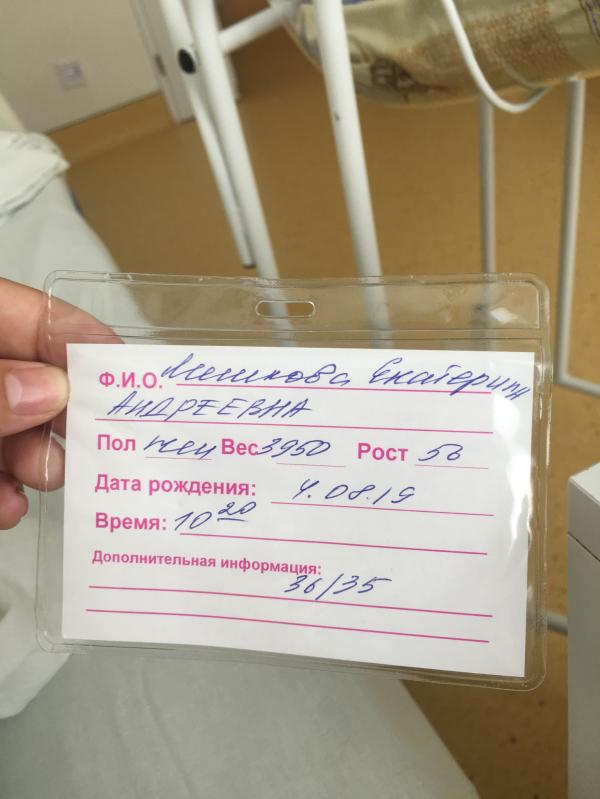 Ф.И.О. Екатерина
АНДРЕЕВНА
Пол жен Вес 3950 Рост 56
Дата рождения: 4.08.19
Время: 10 20
Дополнительная информация:
36/35